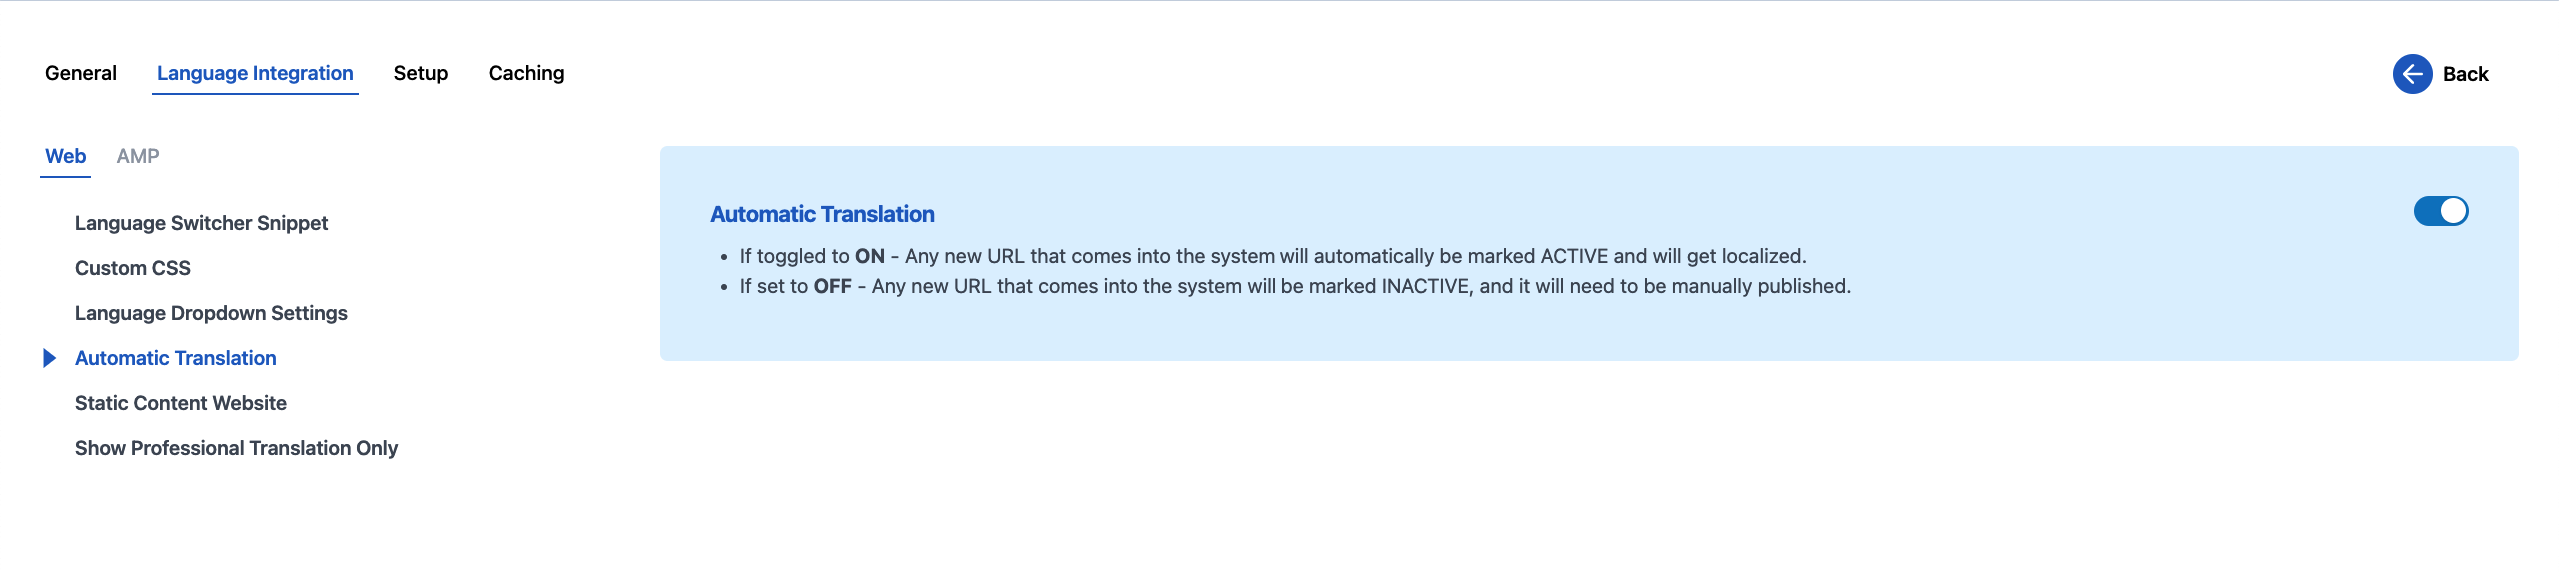 General Language Integration Setup Caching Back
Web AMP
Language Switcher Snippet
Custom CSS
Language Dropdown Settings
Automatic Translation
Static Content Website
Show Professional Translation Only
Automatic Translation
• If toggled to ON - Any new URL that comes into the system will automatically be marked ACTIVE and will get localized.
• If set to OFF - Any new URL that comes into the system will be marked INACTIVE, and it will need to be manually published.